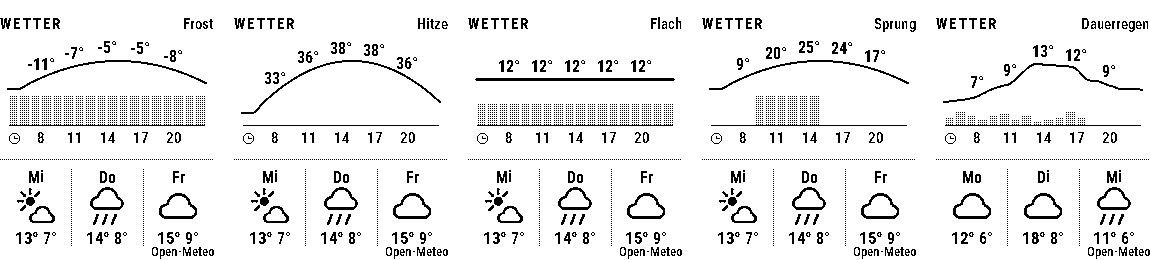 WETTER Frost
-11° -7° -5° -5° -8°
8 11 14 17 20
Mi Do Fr
13° 7° 14° 8° 15° 9°
Open-Meteo
WETTER Hitze
33° 36° 38° 38° 36°
8 11 14 17 20
Mi Do Fr
13° 7° 14° 8° 15° 9°
Open-Meteo
WETTER Flach
12° 12° 12° 12° 12°
8 11 14 17 20
Mi Do Fr
13° 7° 14° 8° 15° 9°
Open-Meteo
WETTER Sprung
9° 20° 25° 24° 17°
8 11 14 17 20
Mi Do Fr
13° 7° 14° 8° 15° 9°
Open-Meteo
WETTER Dauerregen
7° 9° 13° 12° 9°
8 11 14 17 20
Mo Di Mi
12° 6° 18° 8° 11° 6°
Open-Meteo